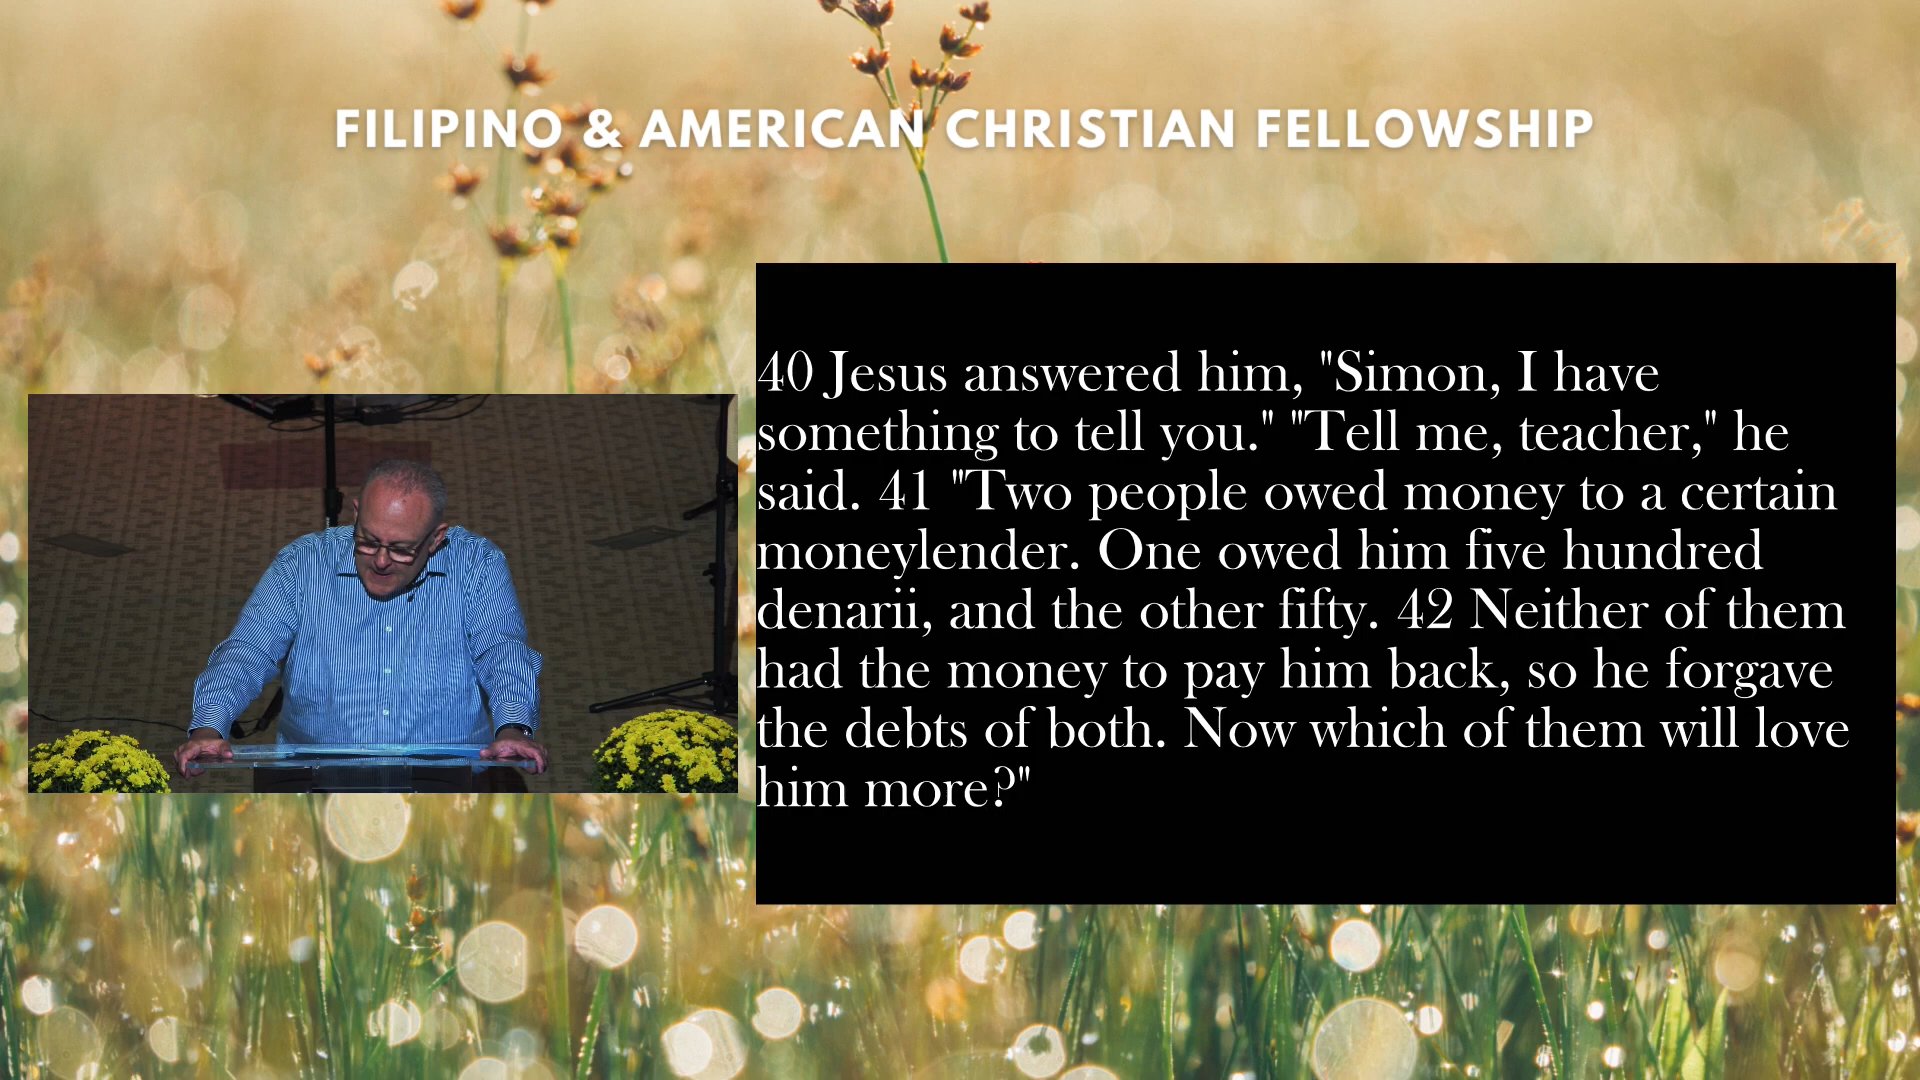 FILIPINO & AMERICAN CHRISTIAN FELLOWSHIP
40 Jesus answered him, "Simon, I have
something to tell you." "Tell me, teacher," he
said. 41 "Two people owed money to a certain
moneylender. One owed him five hundred
denarii, and the other fifty. 42 Neither of them
had the money to pay him back, so he forgave
the debts of both. Now which of them will love
him more?"